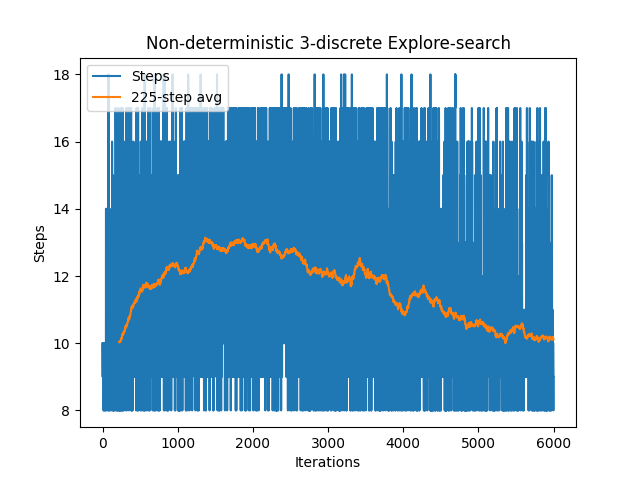 Non-deterministic 3-discrete Explore-search
Steps
225-step avg
18
16
14
12
10
8
Steps
0 1000 2000 3000 4000 5000 6000
Iterations